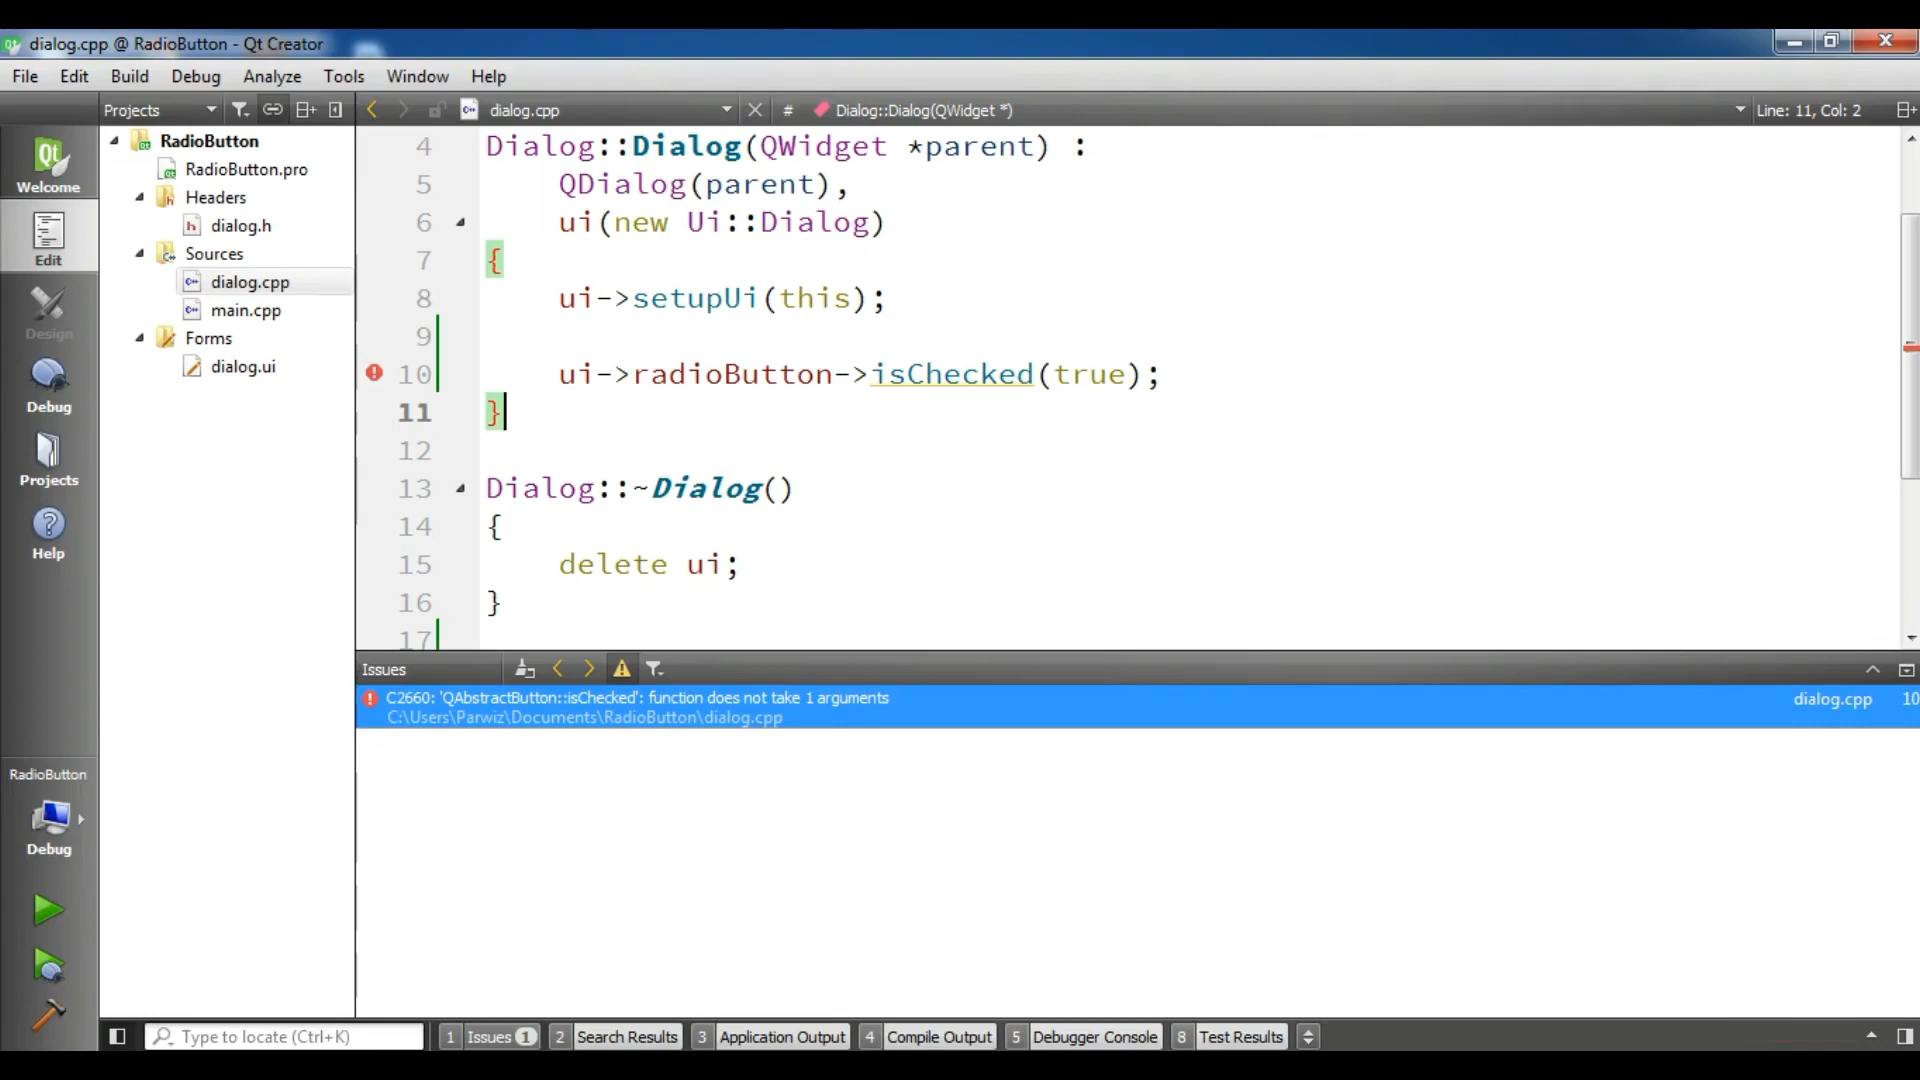 dialog.cpp @ RadioButton - Qt Creator
File Edit Build Debug Analyze Tools Window Help
Projects dialog.cpp # Dialog::Dialog(QWidget *) Line: 11, Col: 2
Welcome
Edit
Design
Debug
Projects
Help
RadioButton
Debug
RadioButton
RadioButton.pro
Headers
dialog.h
Sources
dialog.cpp
main.cpp
Forms
dialog.ui
4 Dialog::Dialog(QWidget *parent) :
5 QDialog(parent),
6 ui(new Ui::Dialog)
7 {
8 ui->setupUi(this);
9
10 ui->radioButton->isChecked(true);
11 }
12
13 Dialog::~Dialog()
14 {
15 delete ui;
16 }
17
Issues
C2660: 'QAbstractButton::isChecked': function does not take 1 arguments dialog.cpp 10
C:\Users\Parwiz\Documents\RadioButton\dialog.cpp
Type to locate (Ctrl+K) 1 Issues 1 2 Search Results 3 Application Output 4 Compile Output 5 Debugger Console 8 Test Results